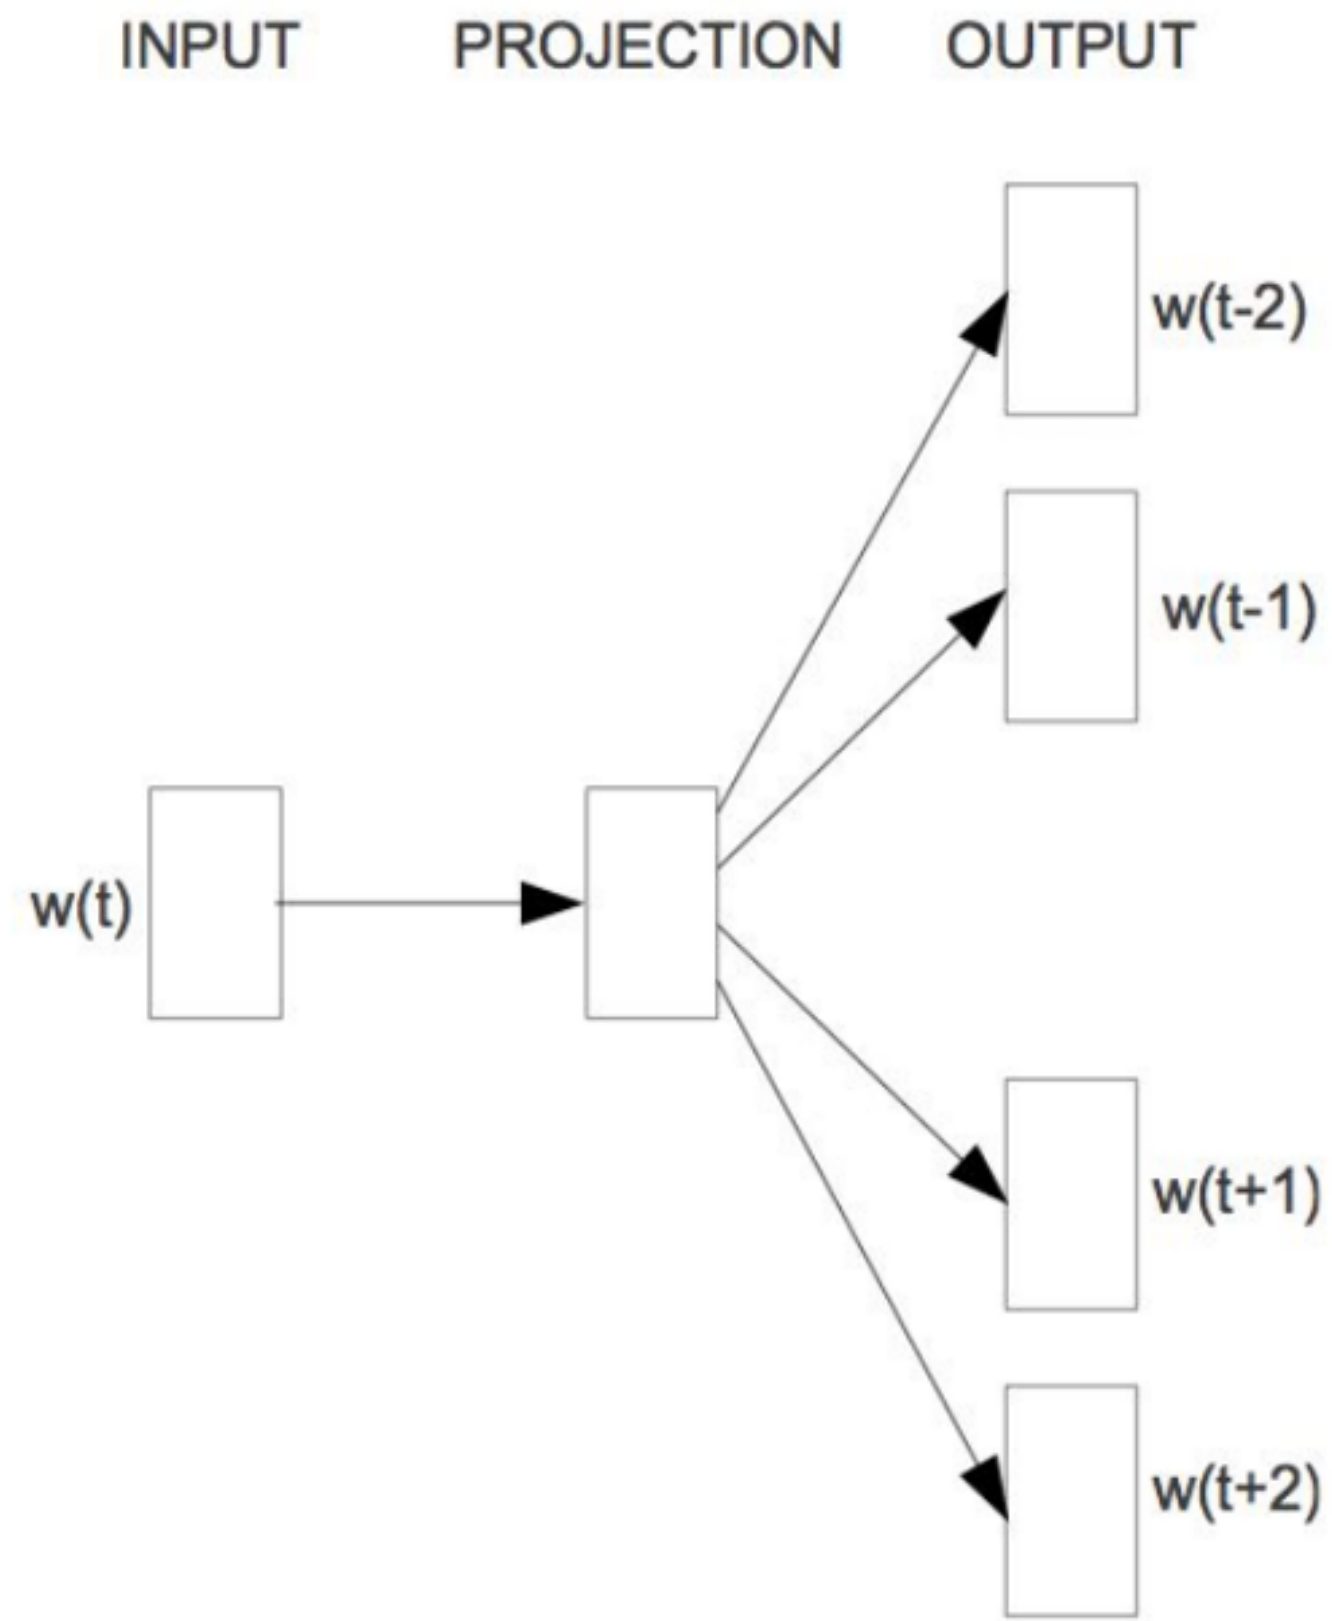 INPUT PROJECTION OUTPUT
w(t-2)
w(t-1)
w(t)
w(t+1)
w(t+2)